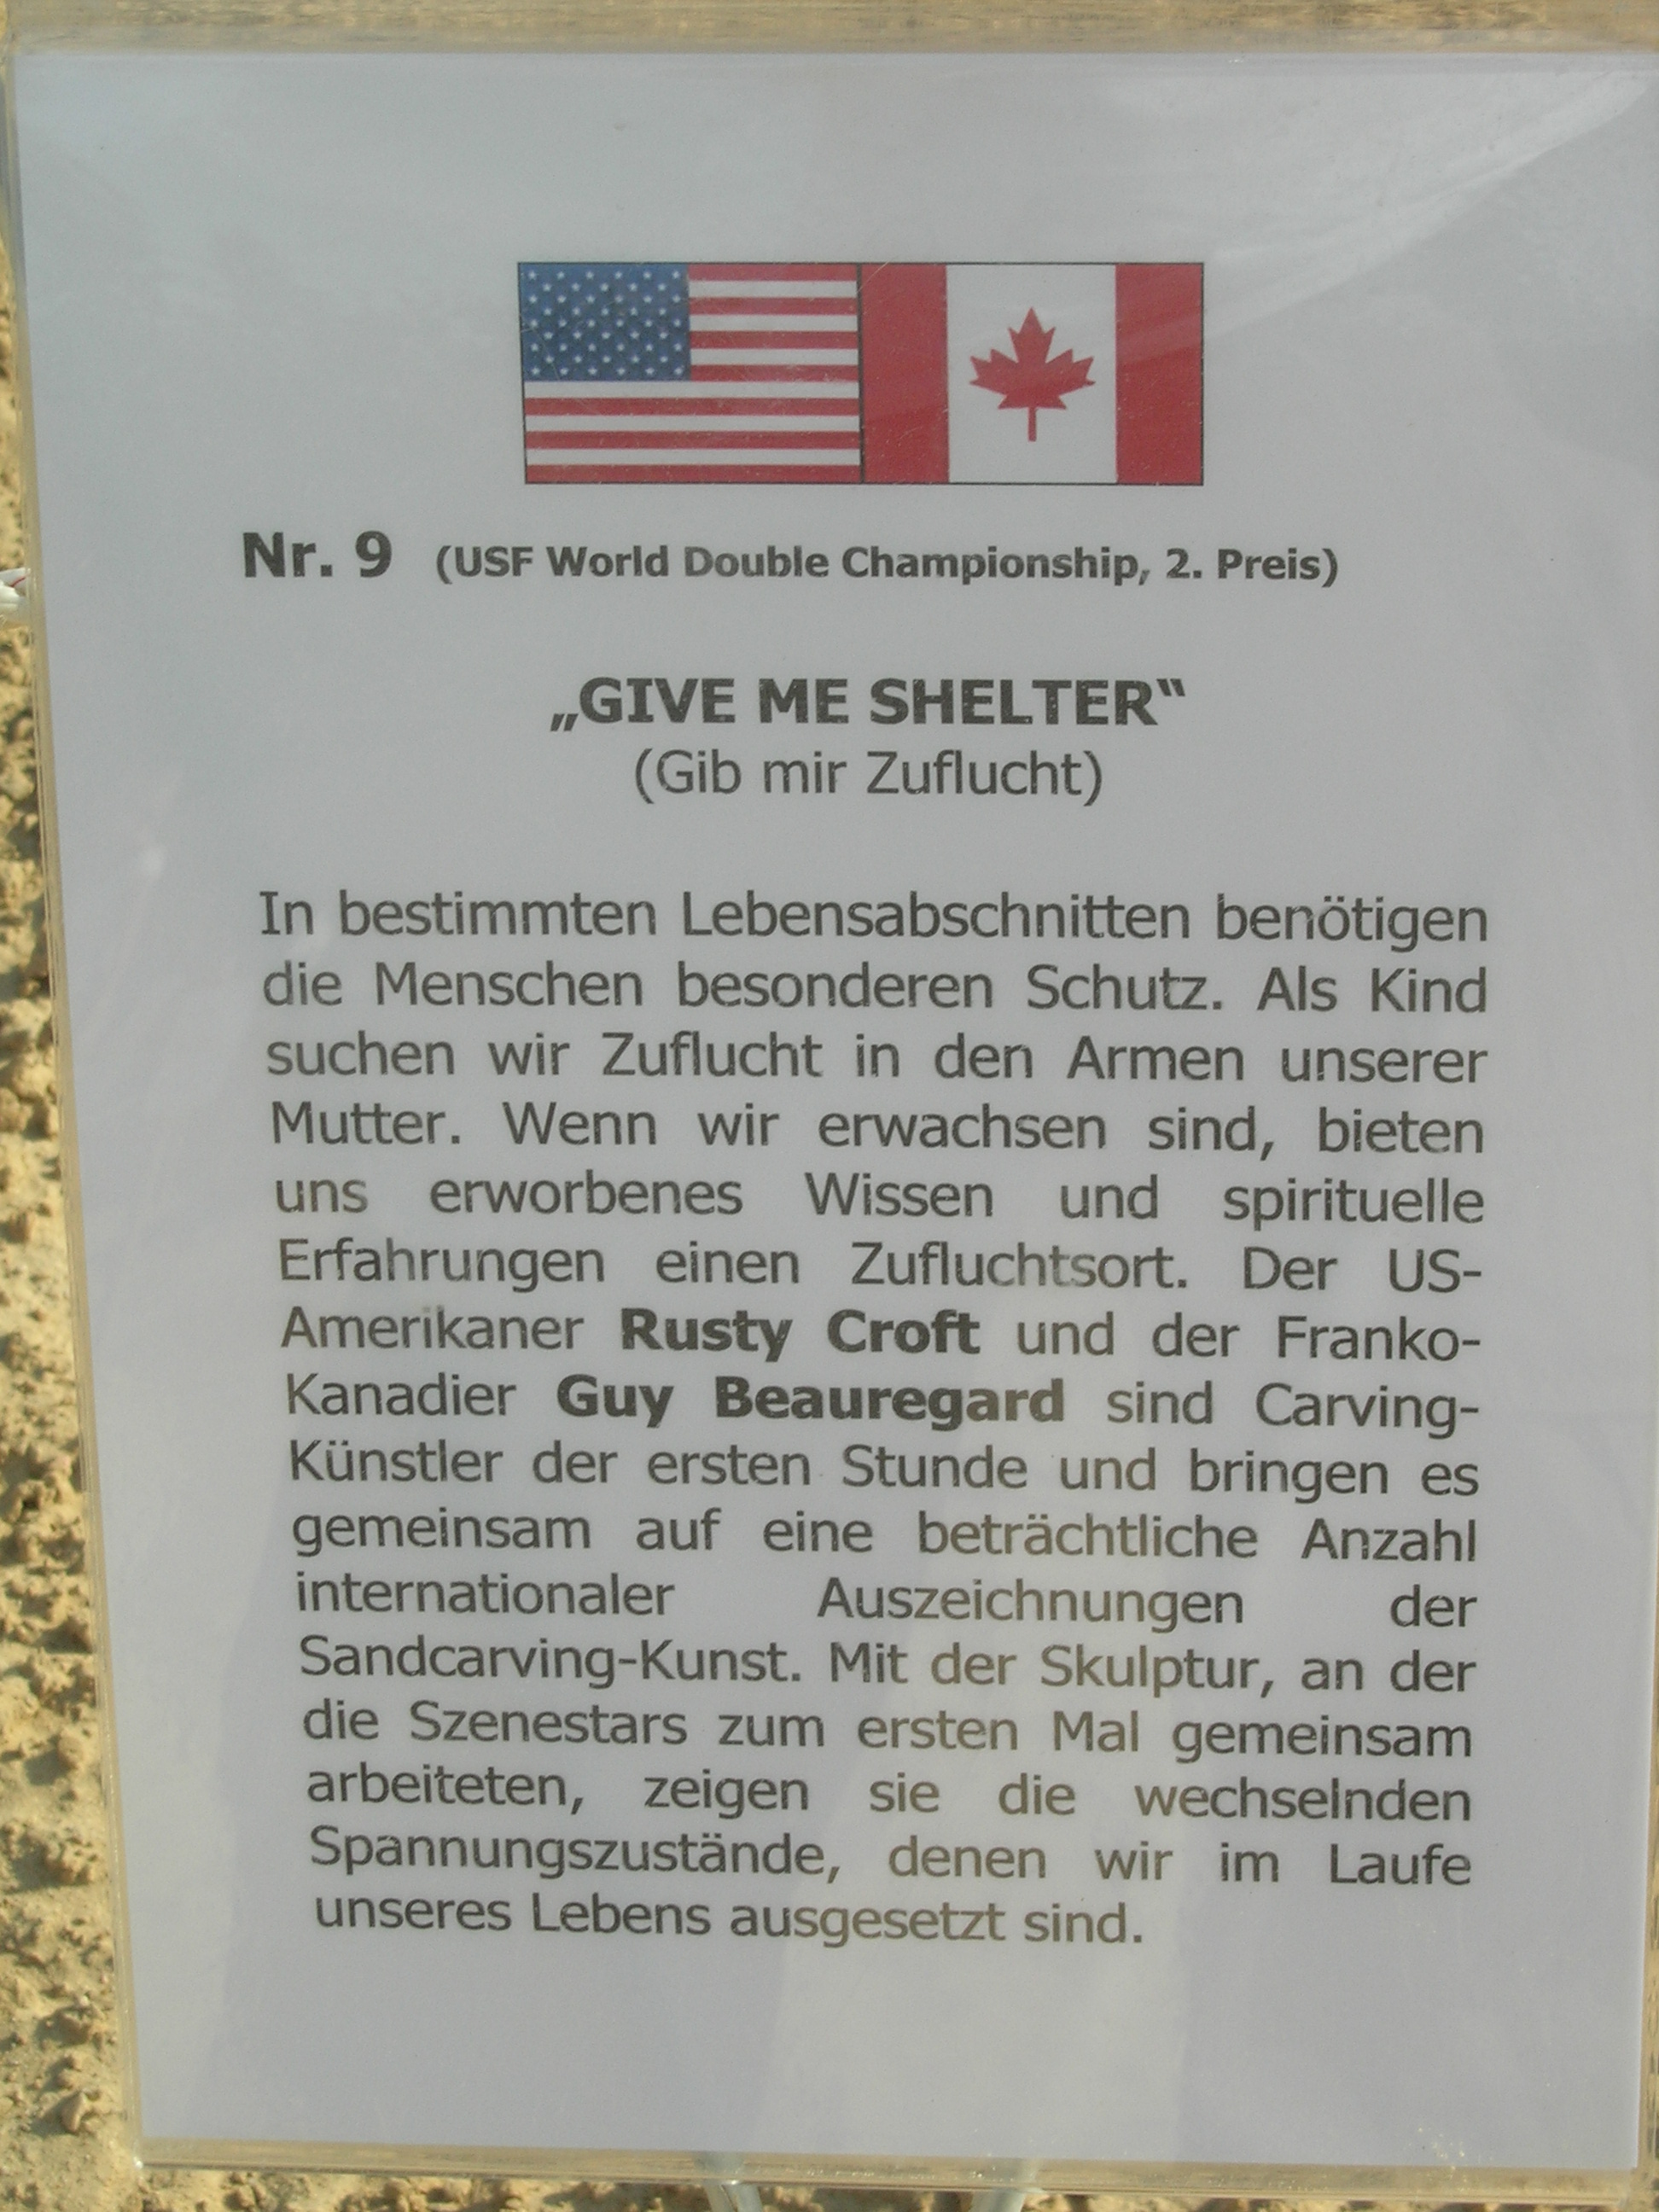 Nr. 9 (USF World Double Championship, 2. Preis)
„GIVE ME SHELTER“
(Gib mir Zuflucht)
In bestimmten Lebensabschnitten benötigen
die Menschen besonderen Schutz. Als Kind
suchen wir Zuflucht in den Armen unserer
Mutter. Wenn wir erwachsen sind, bieten
uns erworbenes Wissen und spirituelle
Erfahrungen einen Zufluchtsort. Der US-
Amerikaner Rusty Croft und der Franko-
Kanadier Guy Beauregard sind Carving-
Künstler der ersten Stunde und bringen es
gemeinsam auf eine beträchtliche Anzahl
internationaler Auszeichnungen der
Sandcarving-Kunst. Mit der Skulptur, an der
die Szenestars zum ersten Mal gemeinsam
arbeiteten, zeigen sie die wechselnden
Spannungszustände, denen wir im Laufe
unseres Lebens ausgesetzt sind.